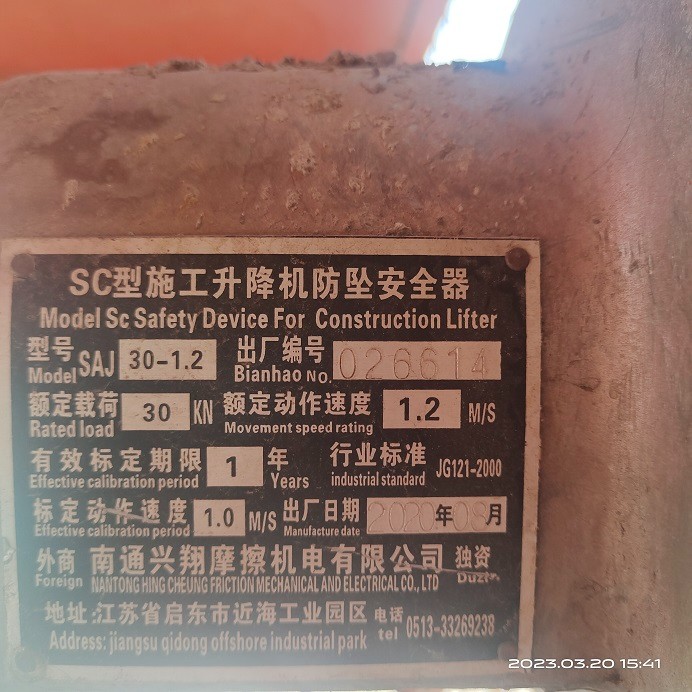 SC型施工升降机防坠安全器
Model Sc Safety Device For Construction Lifter
型号 SAJ 30-1.2 出厂编号 026614
Model Bianhao No.
额定载荷 30 KN 额定动作速度 1.2 M/S
Rated load Movement speed rating
有效标定期限 1 年 行业标准 JG121-2000
Effective calibration period Years industrial standard
标定动作速度 1.0 M/S 出厂日期 2020年08月
Effective calibration period Manufacture date
外商 南通兴翔摩擦机电有限公司 独资
Foreign NANTONG HING CHEUNG FRICTION MECHANICAL AND ELECTRICAL CO., LTD
地址:江苏省启东市近海工业园区 电话
Address: jiangsu qidong offshore industrial park tel 0513-33269238
2023.03.20 15:41